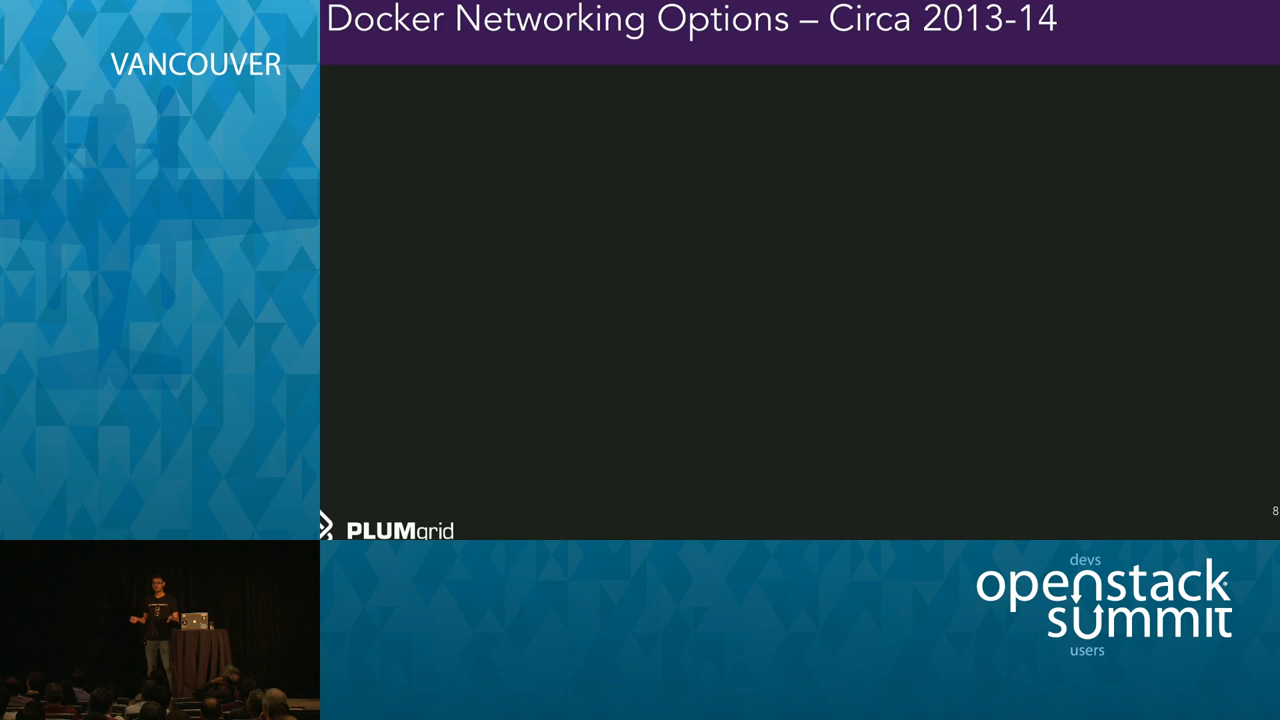 Docker Networking Options – Circa 2013-14
VANCOUVER
8
PLUMgrid
devs
openstack
summit
users